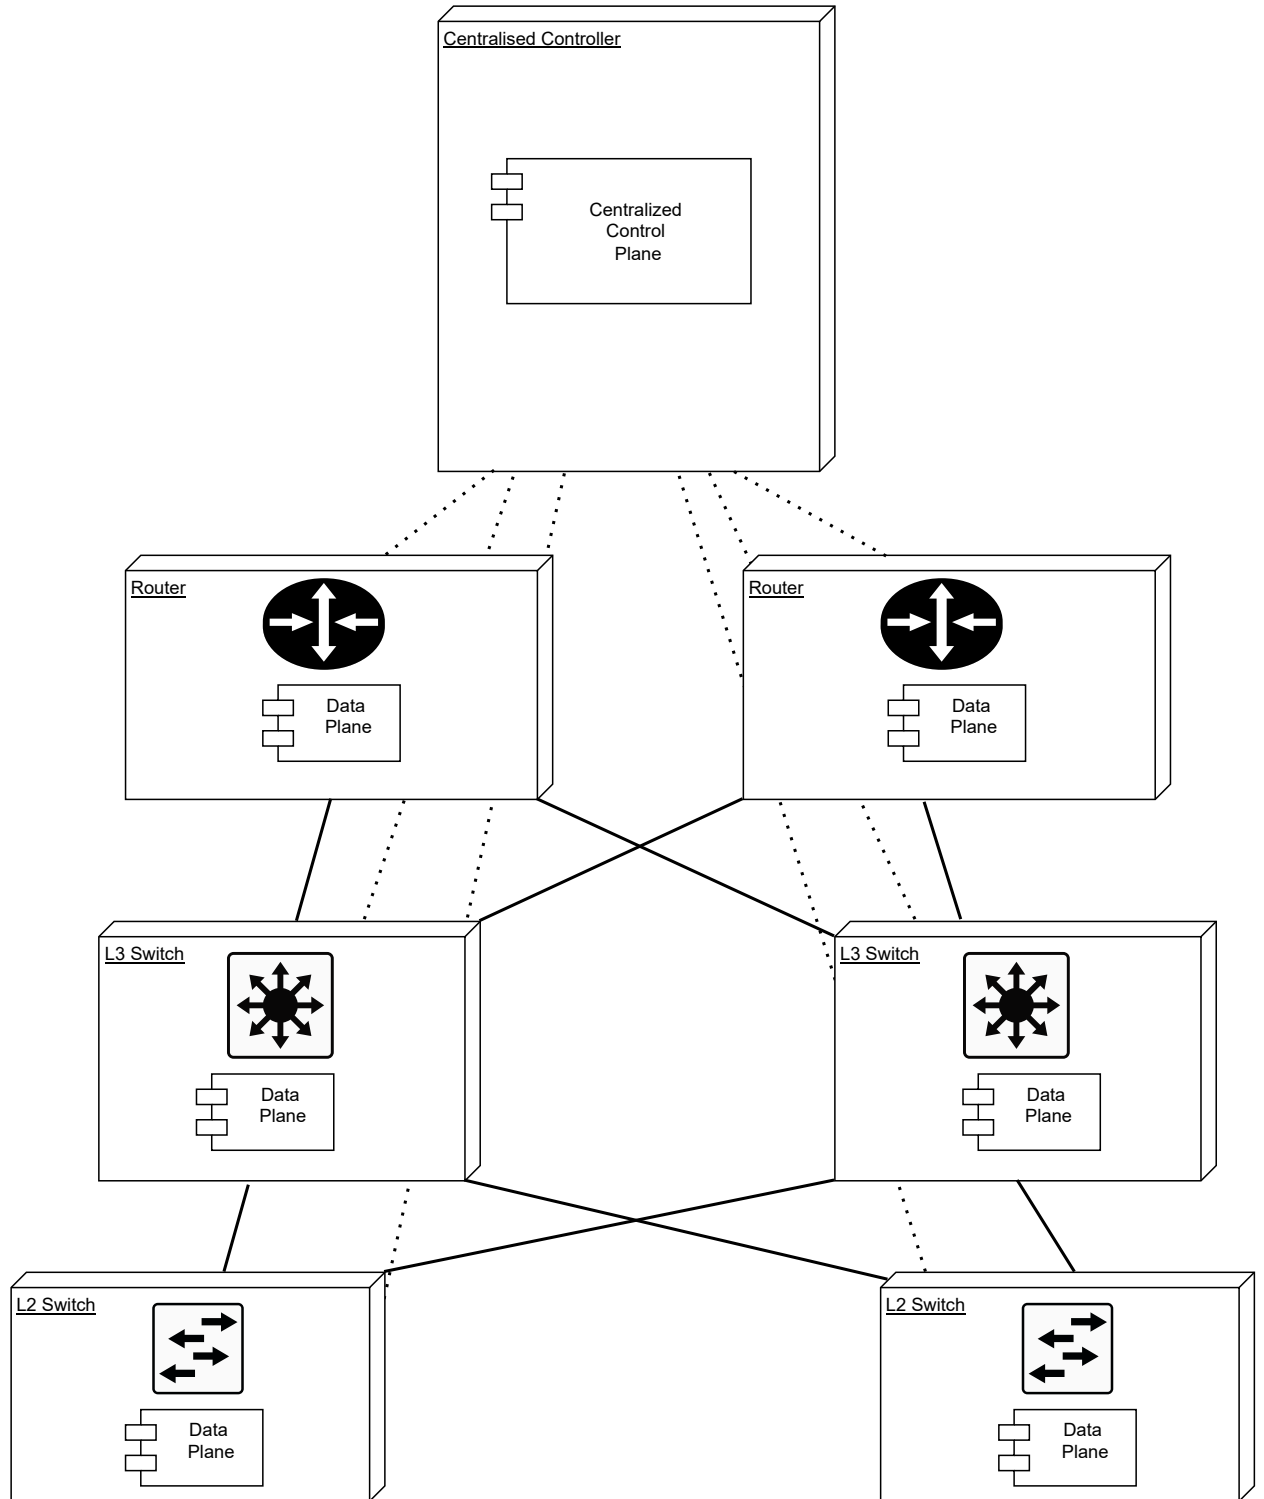 Centralised Controller
Centralized
Control
Plane
Router
Data
Plane
Router
Data
Plane
L3 Switch
Data
Plane
L3 Switch
Data
Plane
L2 Switch
Data
Plane
L2 Switch
Data
Plane